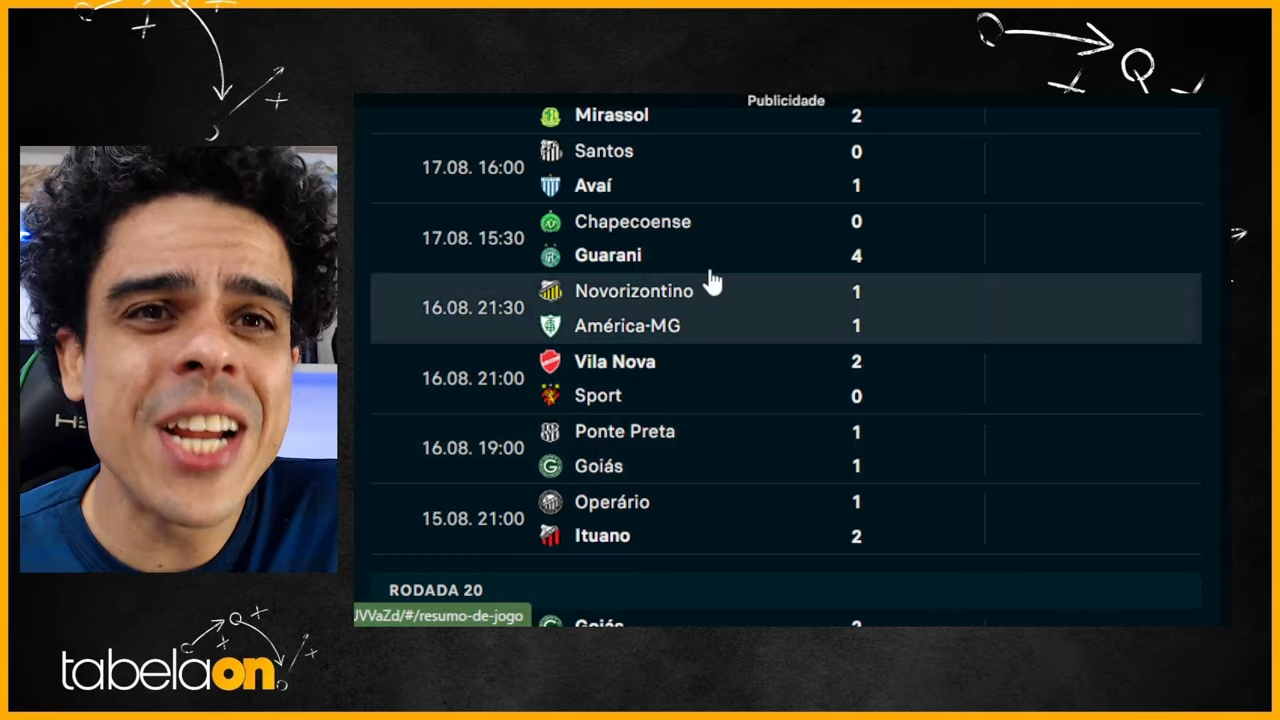 Publicidade
Mirassol 2
17.08. 16:00
Santos 0
Avaí 1
17.08. 15:30
Chapecoense 0
Guarani 4
16.08. 21:30
Novorizontino 1
América-MG 1
16.08. 21:00
Vila Nova 2
Sport 0
16.08. 19:00
Ponte Preta 1
Goiás 1
15.08. 21:00
Operário 1
Ituano 2
RODADA 20
JVVaZd/#/resumo-de-jogo
Goiás
tabelaon